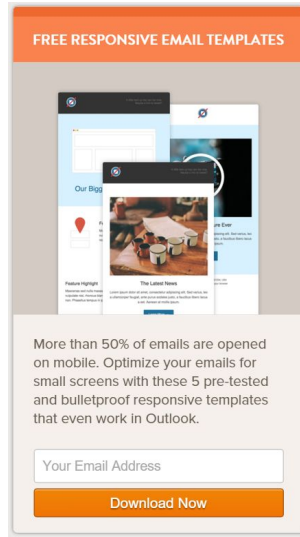 FREE RESPONSIVE EMAIL TEMPLATES
Our Bigg
re Ever
The Latest News
Feature Highlight
More than 50% of emails are opened
on mobile. Optimize your emails for
small screens with these 5 pre-tested
and bulletproof responsive templates
that even work in Outlook.
Your Email Address
Download Now